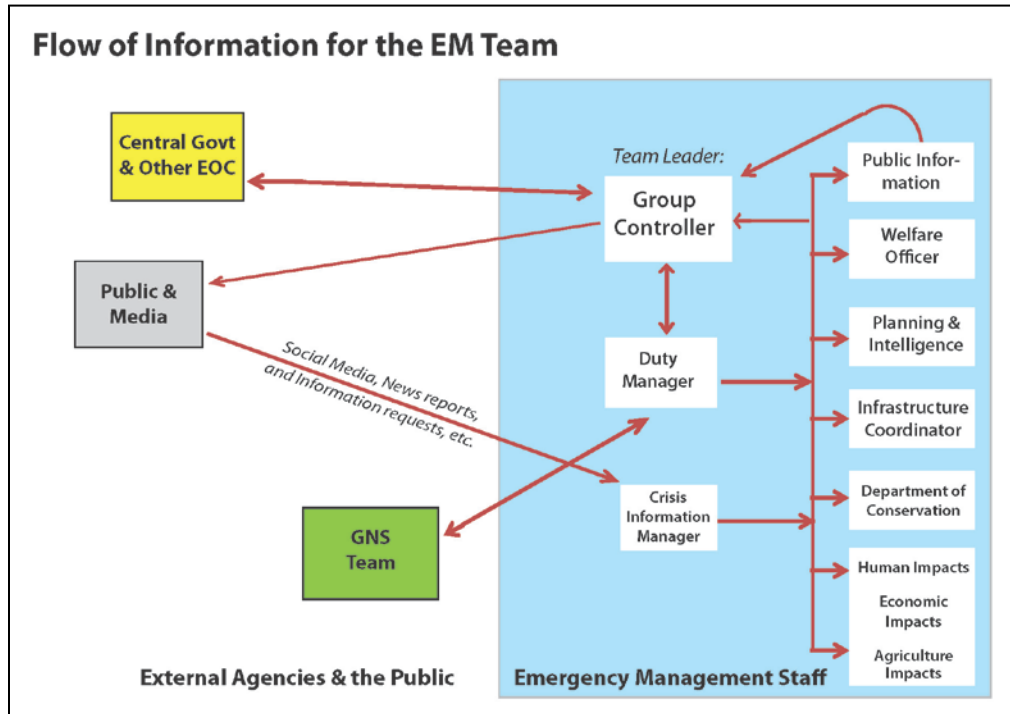 Flow of Information for the EM Team
Central Govt
& Other EOC
Public &
Media
Social Media, News reports,
and Information requests, etc.
GNS
Team
External Agencies & the Public
Team Leader:
Group
Controller
Duty
Manager
Crisis
Information
Manager
Public Infor-
mation
Welfare
Officer
Planning &
Intelligence
Infrastructure
Coordinator
Department of
Conservation
Human Impacts
Economic
Impacts
Agriculture
Impacts
Emergency Management Staff